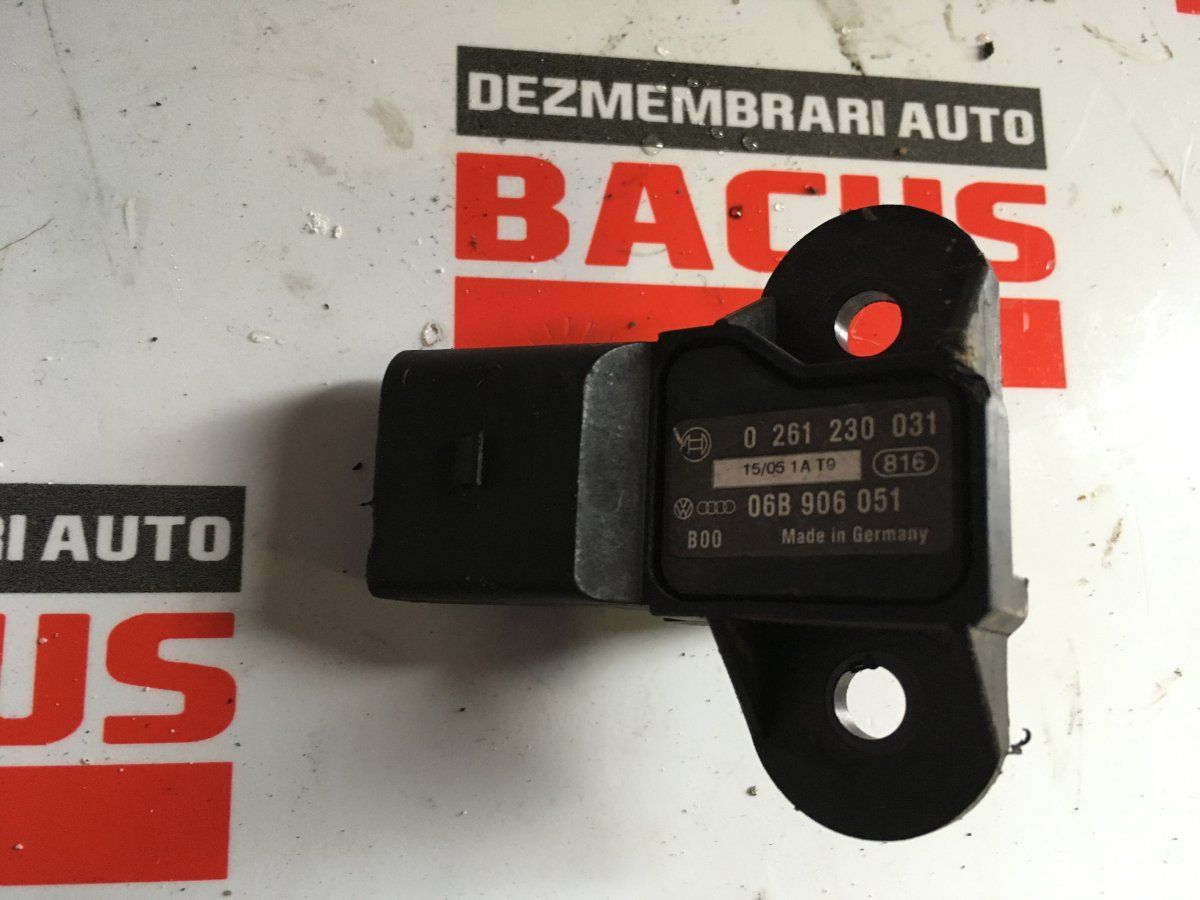 DEZMEMBRARI AUTO
BACUS
0 261 230 031
15/05 1A T9 816
06B 906 051
B00 Made in Germany
RI AUTO
US